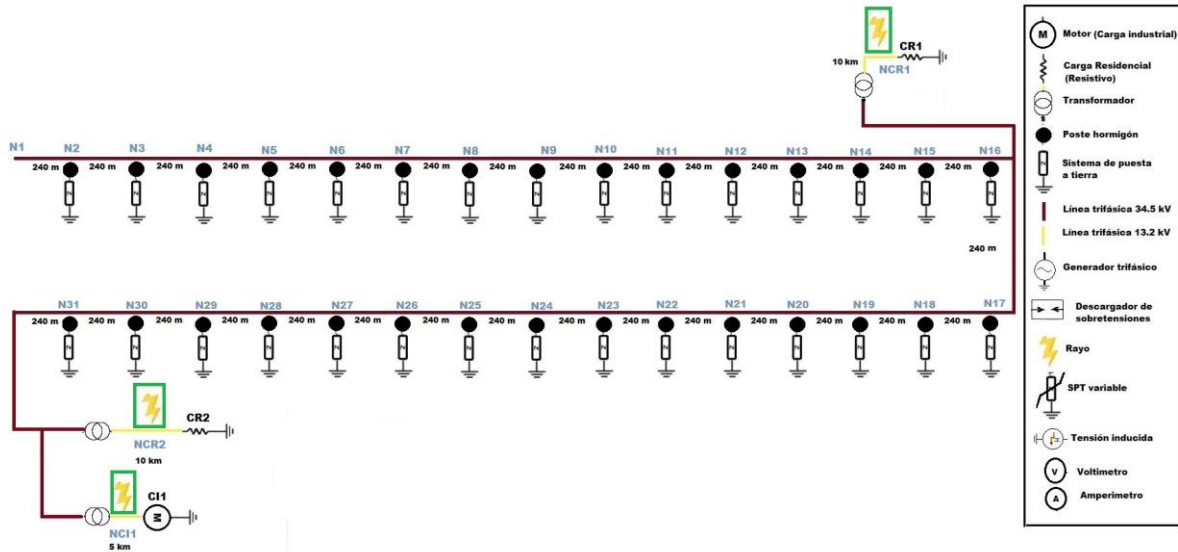 CR1
10 km
NCR1
N1 N2 N3 N4 N5 N6 N7 N8 N9 N10 N11 N12 N13 N14 N15 N16
240 m 240 m 240 m 240 m 240 m 240 m 240 m 240 m 240 m 240 m 240 m 240 m 240 m 240 m 240 m
240 m
N31 N30 N29 N28 N27 N26 N25 N24 N23 N22 N21 N20 N19 N18 N17
240 m 240 m 240 m 240 m 240 m 240 m 240 m 240 m 240 m 240 m 240 m 240 m 240 m 240 m 240 m
CR2
NCR2
10 km
CI1
M
NCI1
5 km
M Motor (Carga industrial)
Carga Residencial
(Resistivo)
Transformador
Poste hormigón
Sistema de puesta
a tierra
Línea trifásica 34.5 kV
Línea trifásica 13.2 kV
Generador trifásico
Descargador de
sobretensiones
Rayo
SPT variable
Tensión inducida
V Voltimetro
A Amperimetro